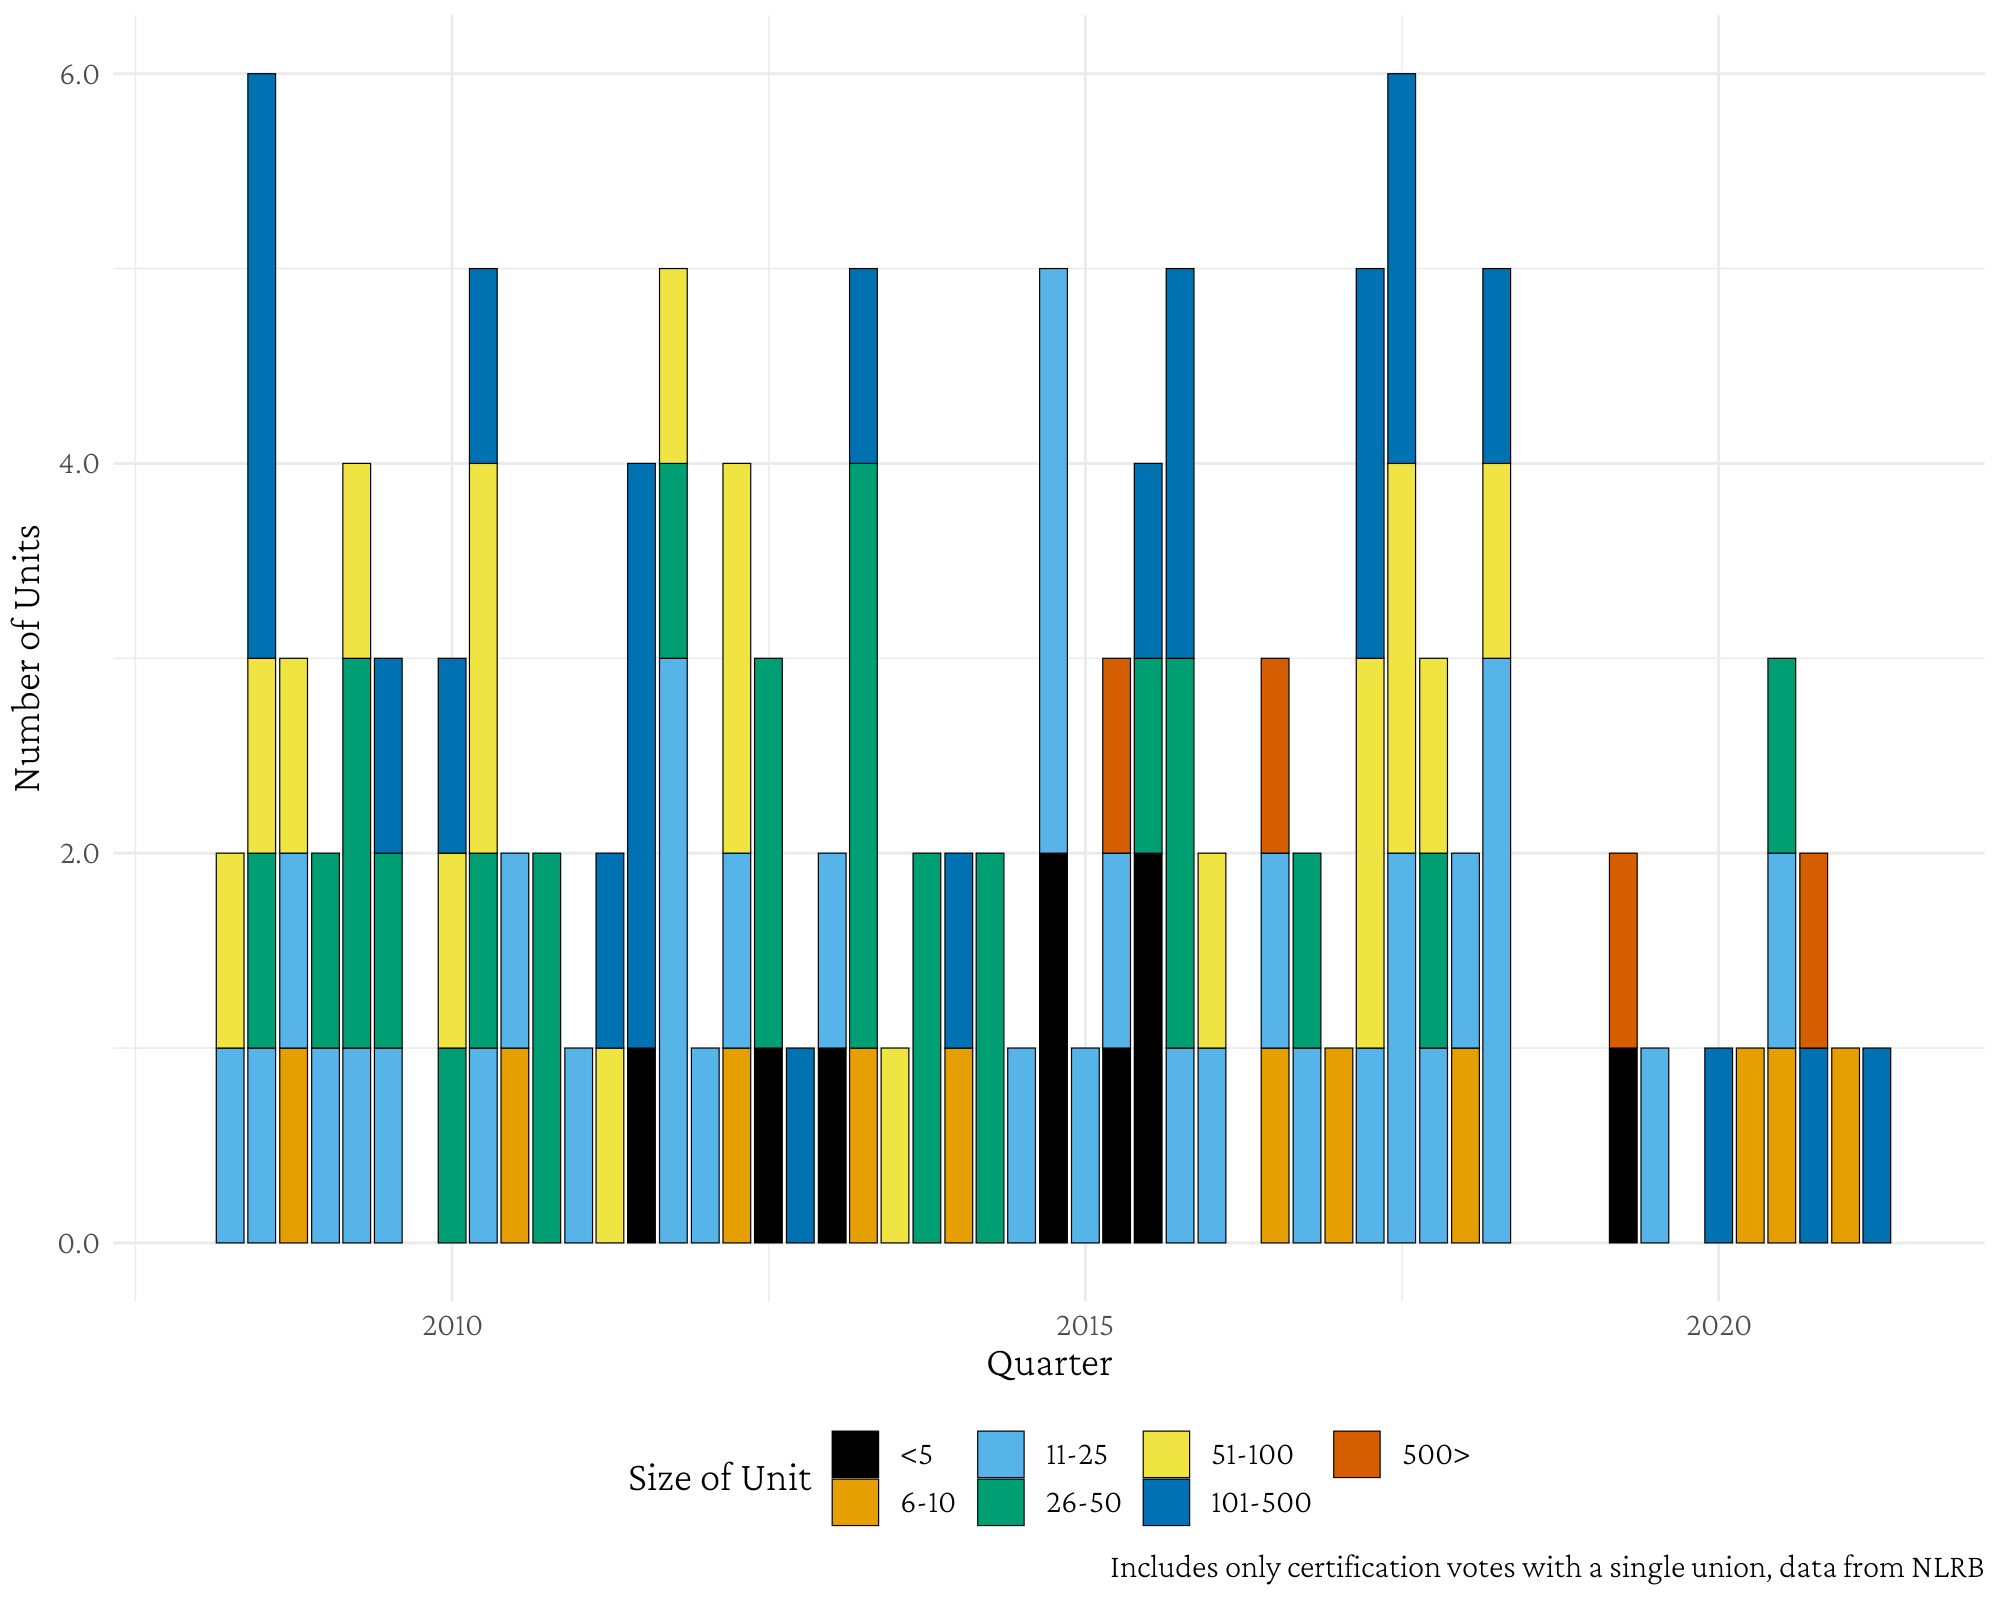 6.0
4.0
2.0
0.0
Number of Units
2010 2015 2020
Quarter
Size of Unit
<5 11-25 51-100 500>
6-10 26-50 101-500
Includes only certification votes with a single union, data from NLRB